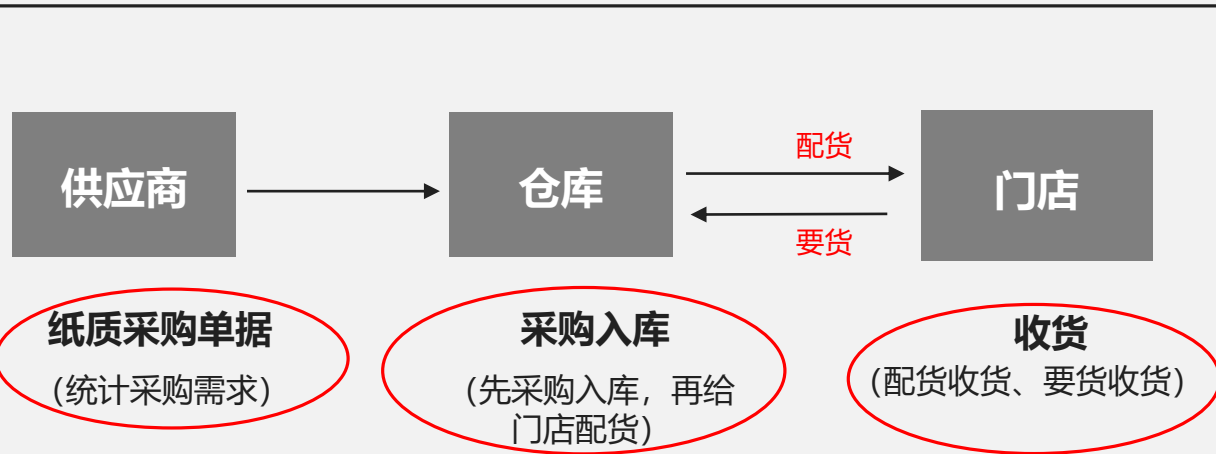 供应商
仓库
配货
要货
门店
纸质采购单据
（统计采购需求）
采购入库
（先采购入库，再给
门店配货）
收货
（配货收货、要货收货）